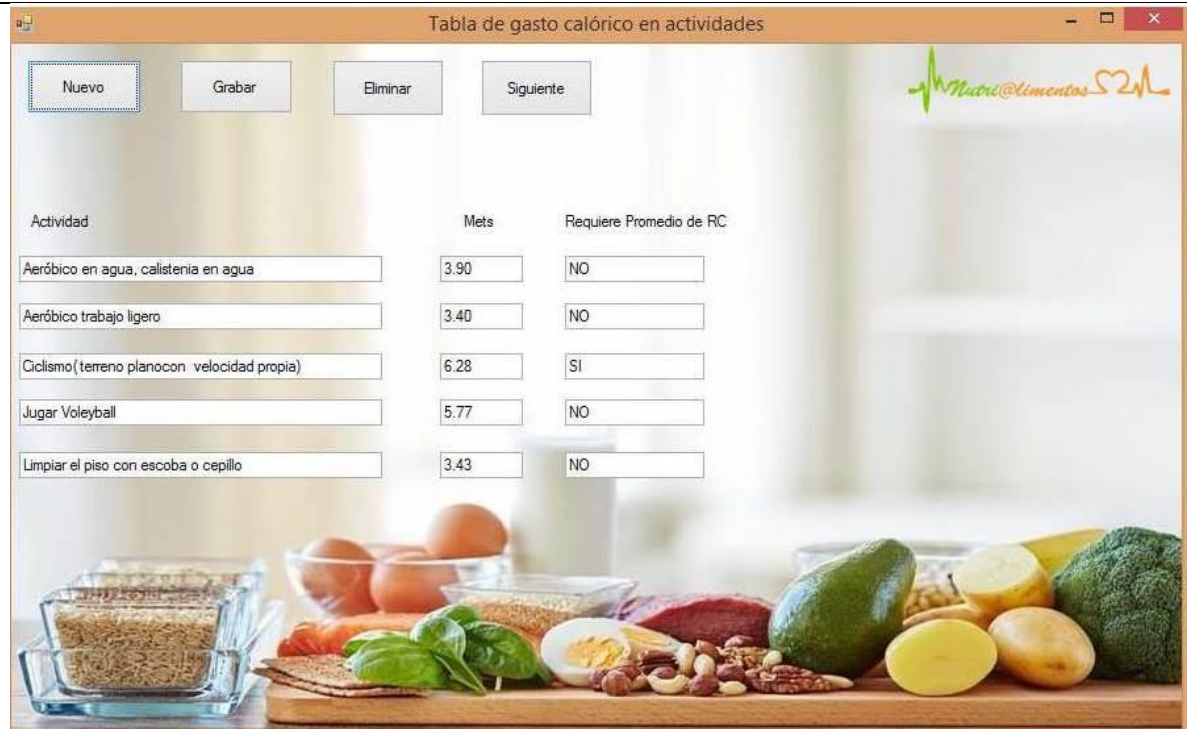 Tabla de gasto calórico en actividades
Nuevo Grabar Eliminar Siguiente
Nutri@limentos
Actividad Mets Requiere Promedio de RC
Aeróbico en agua, calistenia en agua 3.90 NO
Aeróbico trabajo ligero 3.40 NO
Ciclismo( terreno planocon velocidad propia) 6.28 SI
Jugar Voleyball 5.77 NO
Limpiar el piso con escoba o cepillo 3.43 NO